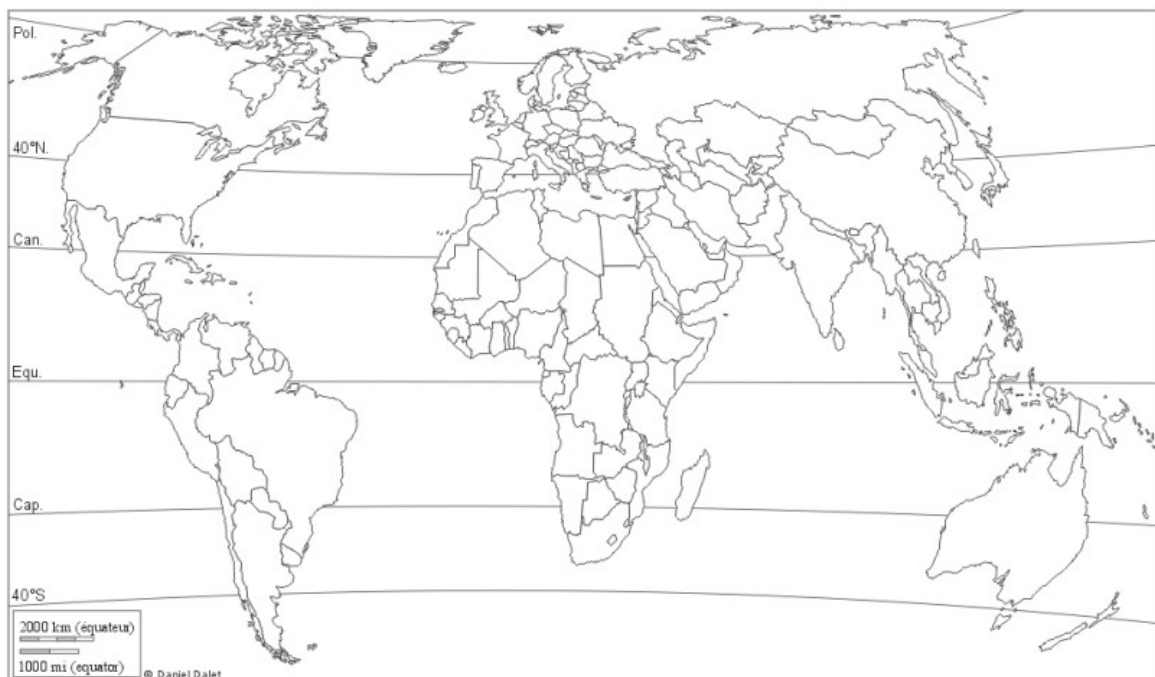 Pol.
40°N.
Can.
Equ.
Cap.
40°S
2000 km (équateur)
1000 mi (equator)
© Daniel Dalet